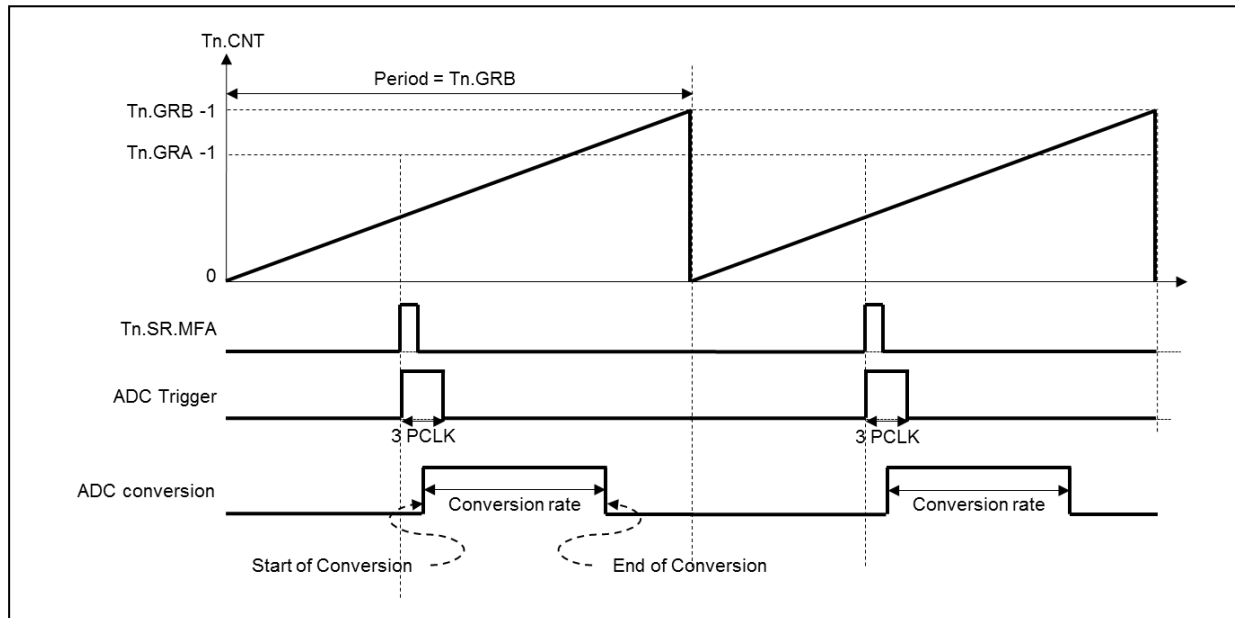 Tn.CNT
Period = Tn.GRB
Tn.GRB -1
Tn.GRA -1
0
Tn.SR.MFA
ADC Trigger
3 PCLK
3 PCLK
ADC conversion
Conversion rate
Conversion rate
Start of Conversion
End of Conversion